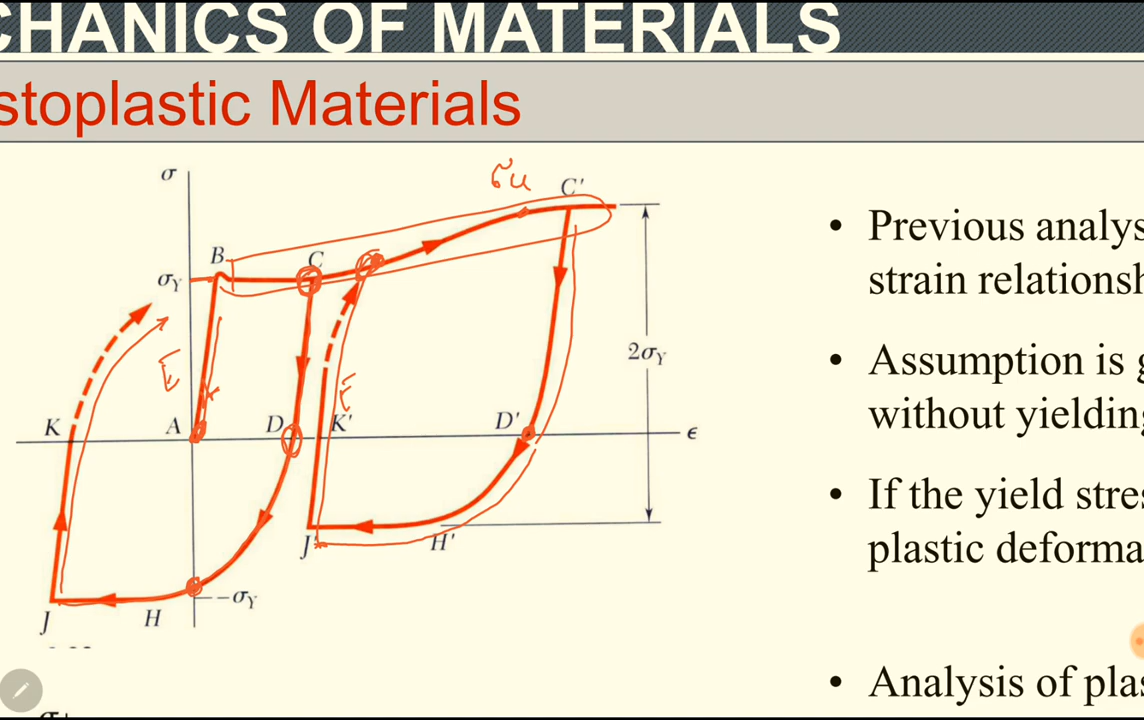 CHANICS OF MATERIALS
stoplastic Materials
σ
σu
C'
B
C
σY
E
E
2σY
K
A
D
K'
D'
ϵ
J'
H'
--σY
J
H
• Previous analys
strain relationsh
• Assumption is g
without yielding
• If the yield stres
plastic deforma
• Analysis of plas